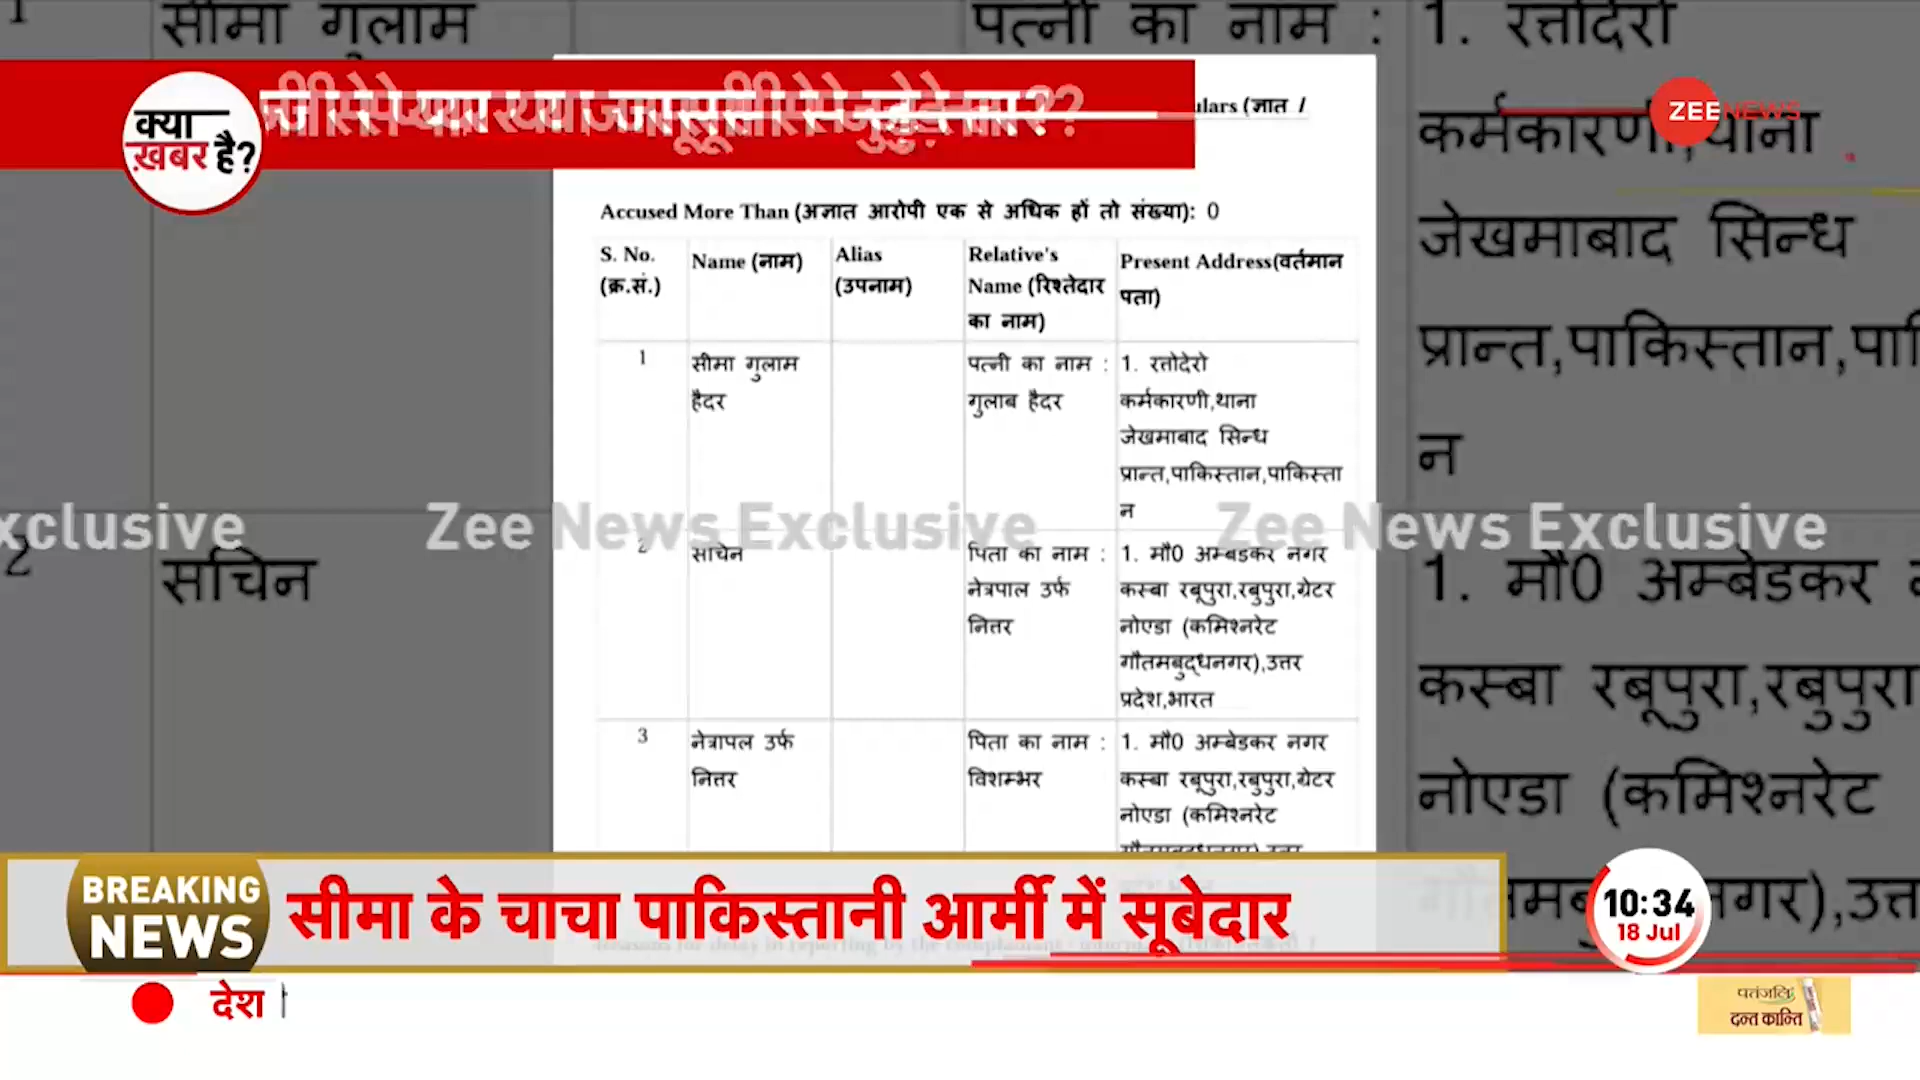 1 सीमा गुलाम पत्नी का नाम : 1. रत्तोदेरो
क्या
ख़बर है?
ZEE NEWS
कर्मकारणी,थाना
जेखमाबाद सिन्ध
प्रान्त,पाकिस्तान,पाकि
न
2 सचिन
1. मौ0 अम्बेडकर
कस्बा रबूपुरा,रबुपुरा
नोएडा (कमिश्नरेट
ulars (ज्ञात /
Accused More Than (अज्ञात आरोपी एक से अधिक हों तो संख्या): 0
S. No. (क्र.सं.)
Name (नाम)
Alias (उपनाम)
Relative's Name (रिश्तेदार का नाम)
Present Address(वर्तमान पता)
1
सीमा गुलाम
हैदर
पत्नी का नाम :
गुलाब हैदर
1. रत्तोदेरो
कर्मकारणी,थाना
जेखमाबाद सिन्ध
प्रान्त,पाकिस्तान,पाकिस्ता
न
2
सचिन
पिता का नाम :
नेत्रपाल उर्फ
नित्तर
1. मौ0 अम्बेडकर नगर
कस्बा रबूपुरा,रबुपुरा,ग्रेटर
नोएडा (कमिश्नरेट
गौतमबुद्धनगर),उत्तर
प्रदेश,भारत
3
नेत्रापल उर्फ
नित्तर
पिता का नाम :
विशम्भर
1. मौ0 अम्बेडकर नगर
कस्बा रबूपुरा,रबुपुरा,ग्रेटर
नोएडा (कमिश्नरेट
xclusive Zee News Exclusive Zee News Exclusive
BREAKING
NEWS
सीमा के चाचा पाकिस्तानी आर्मी में सूबेदार
10:34
18 Jul
देश
पतंजलि
दन्त कान्ति